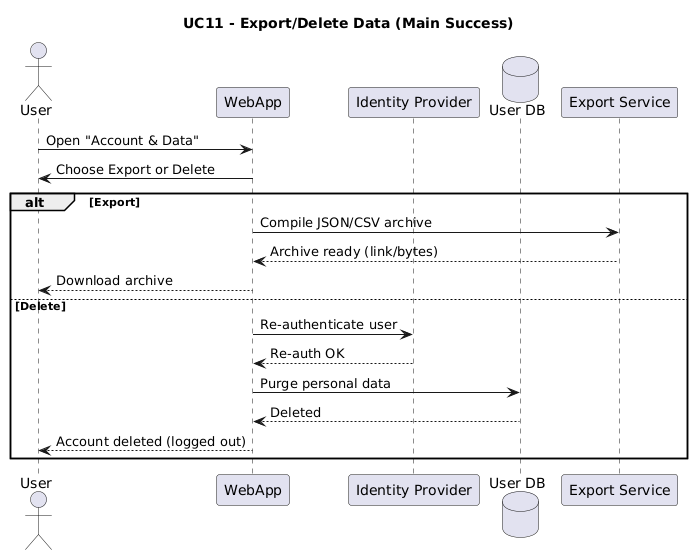 UC11 - Export/Delete Data (Main Success)
User
WebApp
Identity Provider
User DB
Export Service
Open "Account & Data"
Choose Export or Delete
alt [Export]
Compile JSON/CSV archive
Archive ready (link/bytes)
Download archive
[Delete]
Re-authenticate user
Re-auth OK
Purge personal data
Deleted
Account deleted (logged out)
User
WebApp
Identity Provider
User DB
Export Service